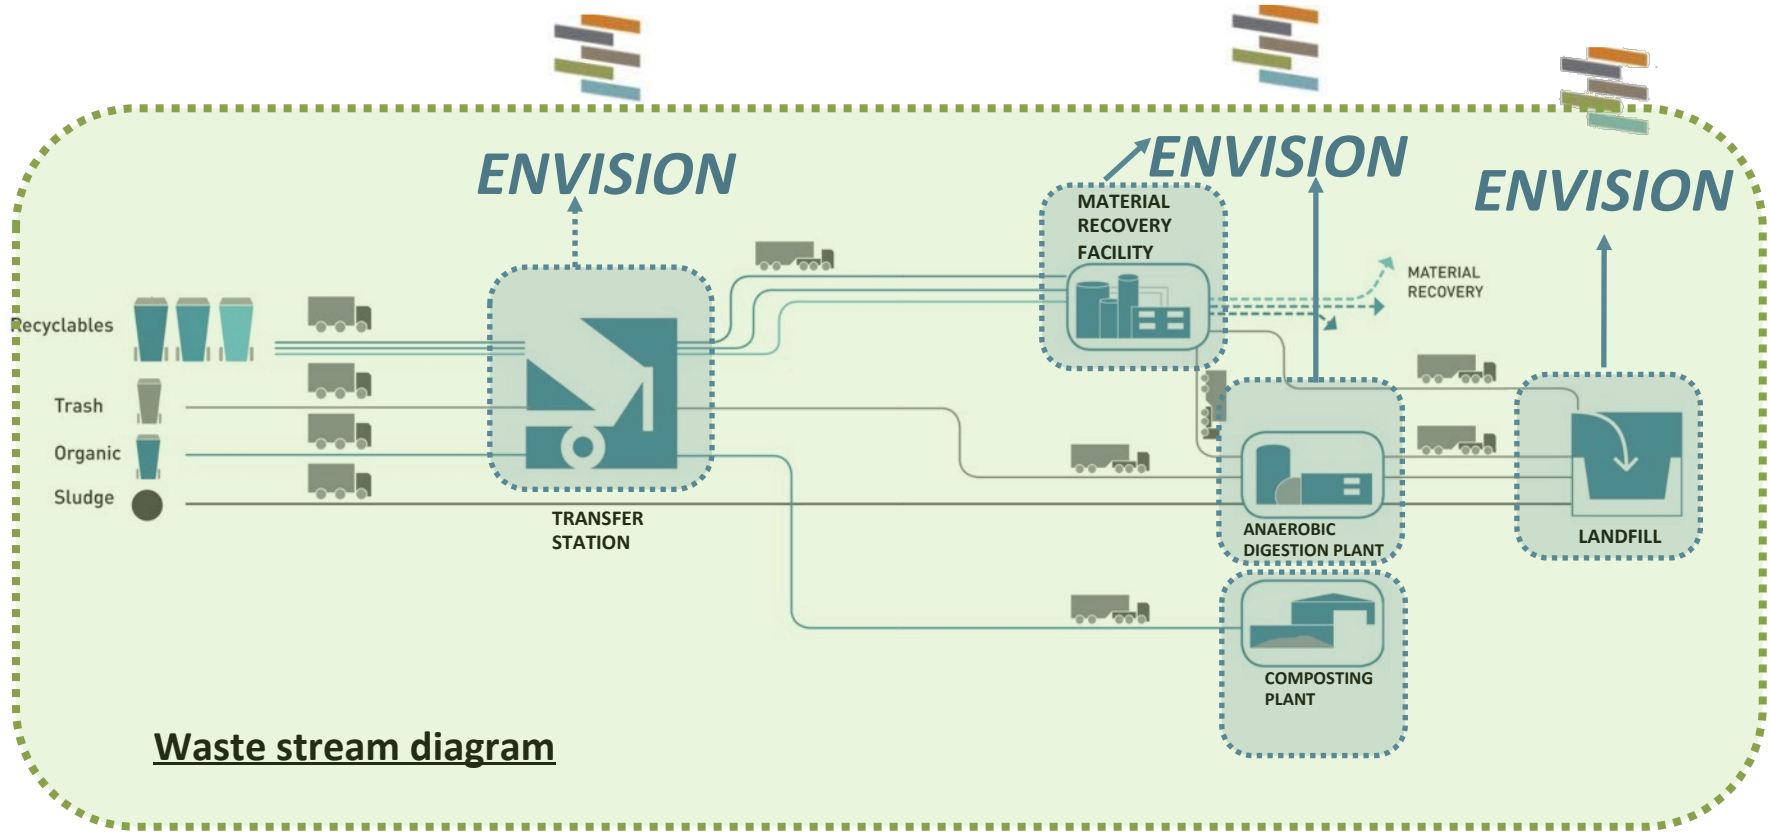 ENVISION
ENVISION
ENVISION
MATERIAL
RECOVERY
FACILITY
MATERIAL
RECOVERY
Recyclables
Trash
Organic
Sludge
TRANSFER
STATION
ANAEROBIC
DIGESTION PLANT
LANDFILL
COMPOSTING
PLANT
Waste stream diagram